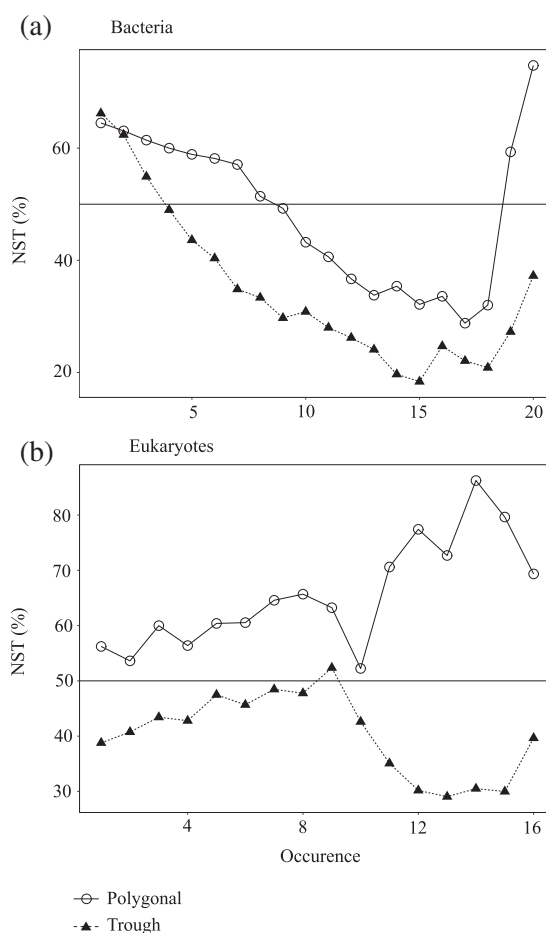 (a) Bacteria
NST (%)
60
40
20
5 10 15 20
(b) Eukaryotes
NST (%)
80
70
60
50
40
30
4 8 12 16
Occurence
Polygonal
Trough